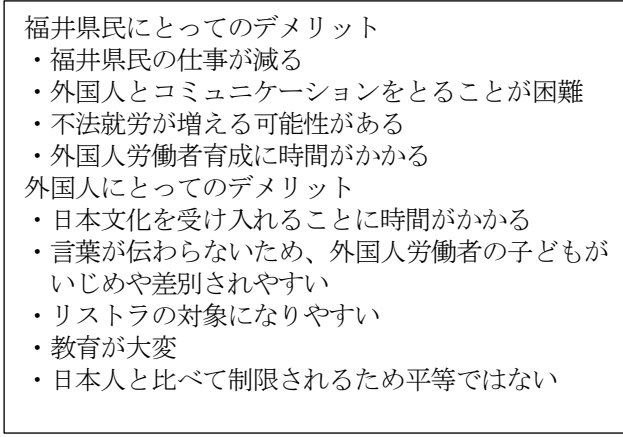 福井県民にとってのデメリット
・福井県民の仕事が減る
・外国人とコミュニケーションをとることが困難
・不法就労が増える可能性がある
・外国人労働者育成に時間がかかる
外国人にとってのデメリット
・日本文化を受け入れることに時間がかかる
・言葉が伝わらないため、外国人労働者の子どもが
いじめや差別されやすい
・リストラの対象になりやすい
・教育が大変
・日本人と比べて制限されるため平等ではない